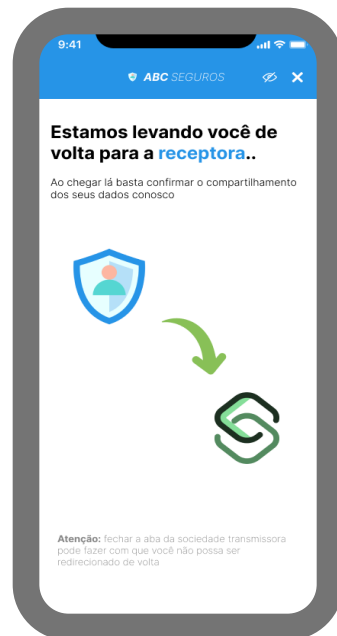 9:41
ABC SEGUROS
Estamos levando você de
volta para a receptora..
Ao chegar lá basta confirmar o compartilhamento
dos seus dados conosco
Atenção: fechar a aba da sociedade transmissora
pode fazer com que você não possa ser
redirecionado de volta